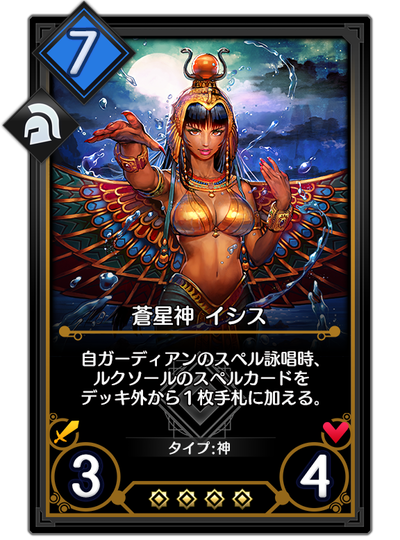 7
蒼星神 イシス
自ガーディアンのスペル詠唱時、
ルクソールのスペルカードを
デッキ外から1枚手札に加える。
タイプ:神
3
4